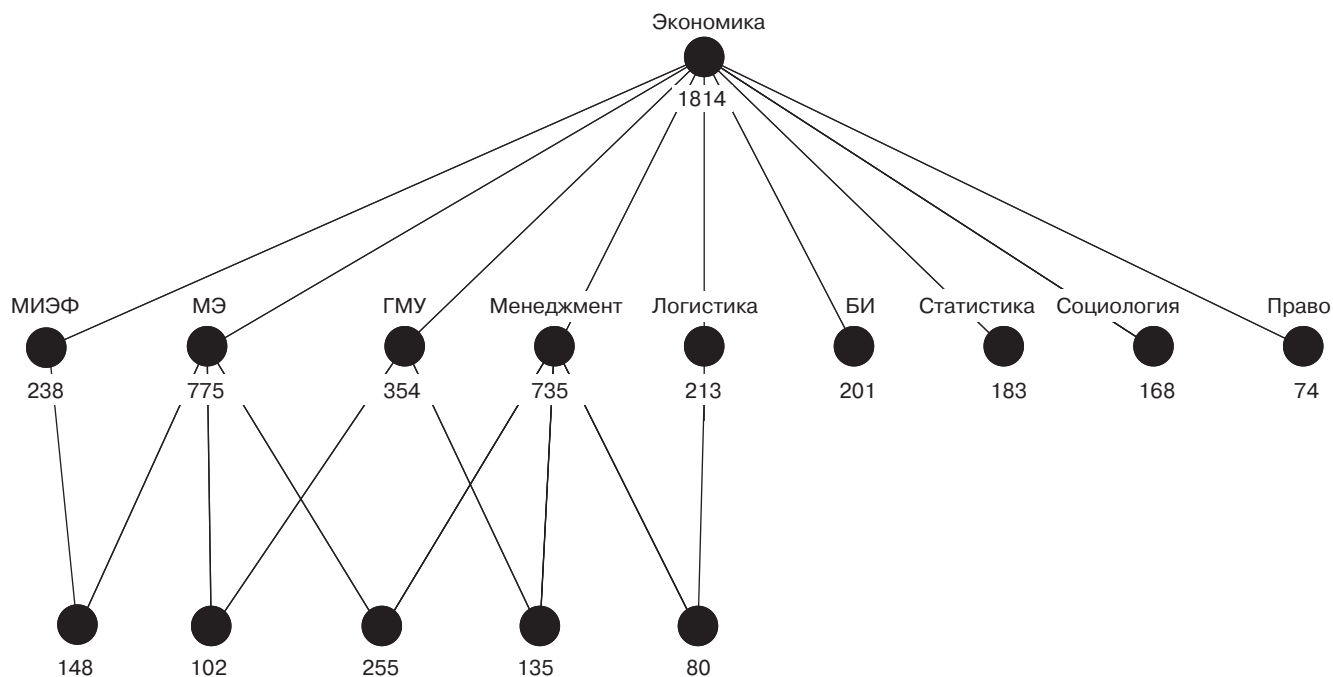 Экономика
1814
МИЭФ МЭ ГМУ Менеджмент Логистика БИ Статистика Социология Право
238 775 354 735 213 201 183 168 74
148 102 255 135 80